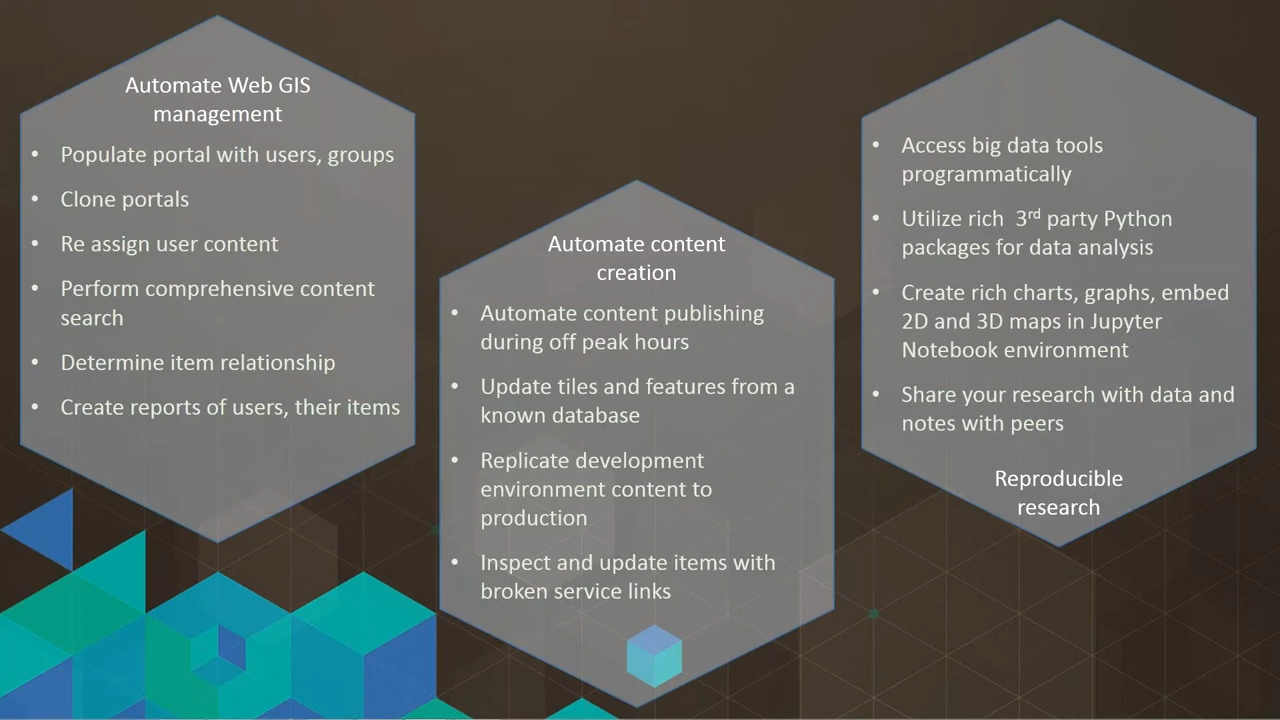 Automate Web GIS
management
• Populate portal with users, groups
• Clone portals
• Re assign user content
• Perform comprehensive content
search
• Determine item relationship
• Create reports of users, their items
Automate content
creation
• Automate content publishing
during off peak hours
• Update tiles and features from a
known database
• Replicate development
environment content to
production
• Inspect and update items with
broken service links
• Access big data tools
programmatically
• Utilize rich 3rd party Python
packages for data analysis
• Create rich charts, graphs, embed
2D and 3D maps in Jupyter
Notebook environment
• Share your research with data and
notes with peers
Reproducible
research